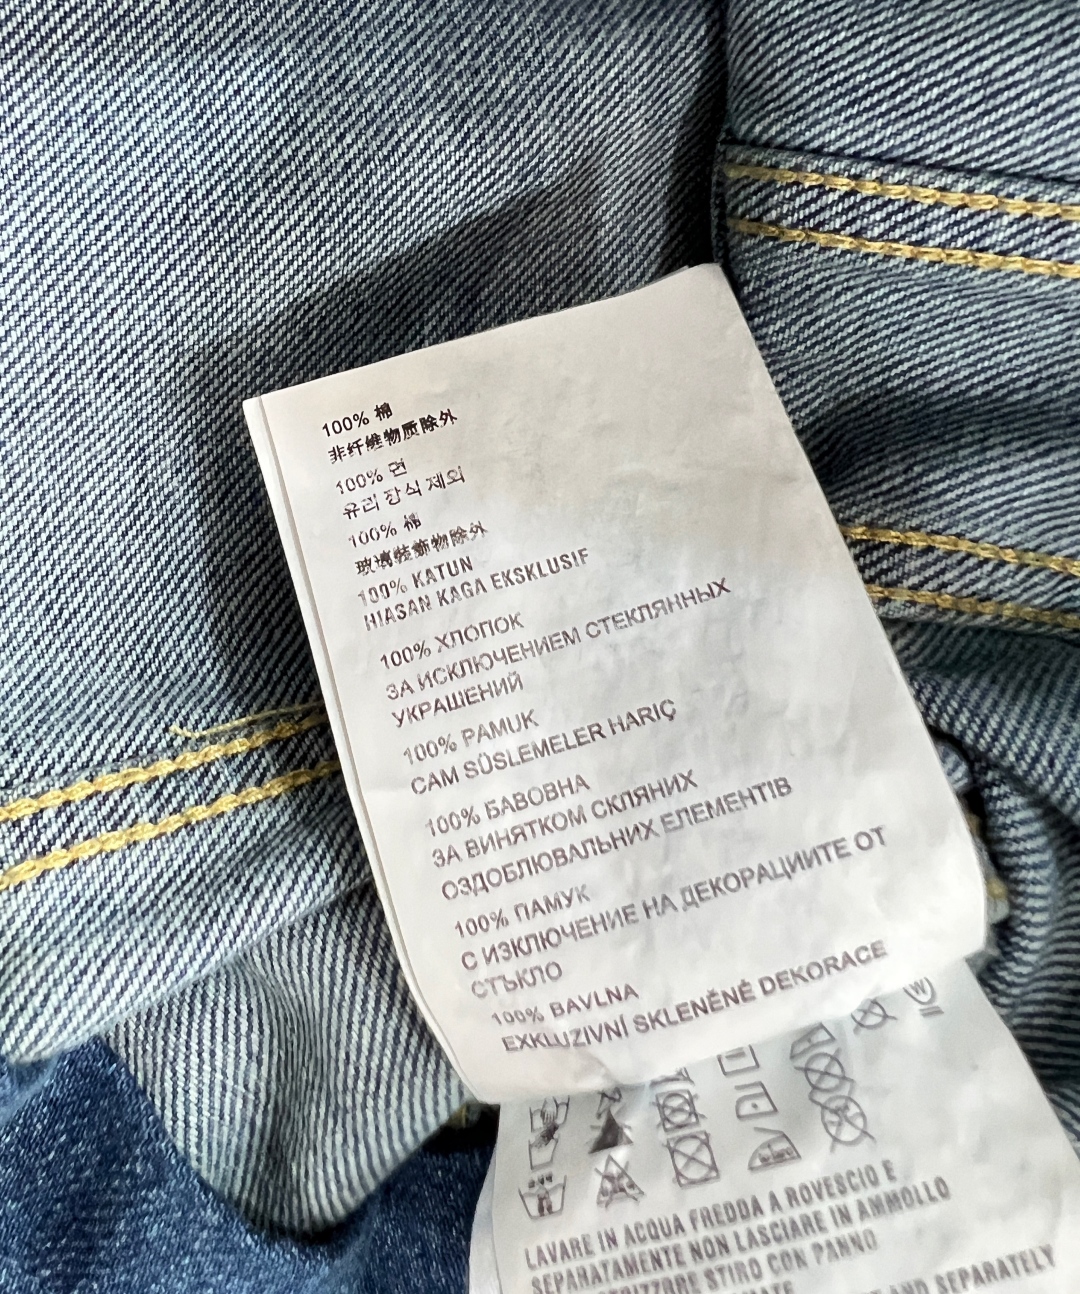 100% 棉
非纤维物质除外
100% 면
유리 장식 제외
100% 棉
玻璃裝飾物除外
100% KATUN
HIASAN KAGA EKSKLUSIF
100% ХЛОПОК
ЗА ИСКЛЮЧЕНИЕМ СТЕКЛЯННЫХ
УКРАШЕНИЙ
100% PAMUK
CAM SÜSLEMELER HARIÇ
100% БАВОВНА
ЗА ВИНЯТКОМ СКЛЯНИХ
ОЗДОБЛЮВАЛЬНИХ ЕЛЕМЕНТІВ
100% ПАМУК
С ИЗКЛЮЧЕНИЕ НА ДЕКОРАЦИИТЕ ОТ
СТЪКЛО
100% BAVLNA
EXKLUZIVNÍ SKLENĚNÉ DEKORACE
W
LAVARE IN ACQUA FREDDA A ROVESCIO E
SEPARATAMENTE NON LASCIARE IN AMMOLLO
STIRO CON PANNO
AND SEPARATELY